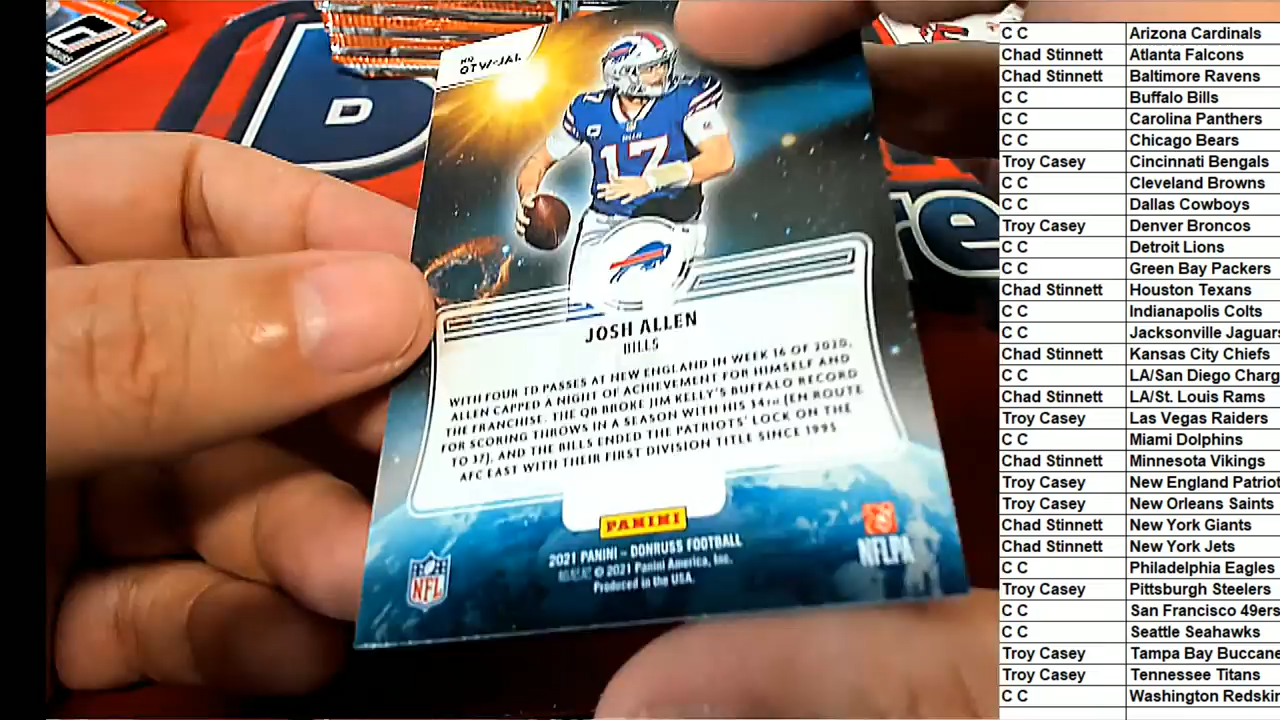 NO.
OTW-JAL
BILLS
17
JOSH ALLEN
BILLS
WITH FOUR TD PASSES AT NEW ENGLAND IN WEEK 16 OF 2020,
ALLEN CAPPED A NIGHT OF ACHIEVEMENT FOR HIMSELF AND
THE FRANCHISE. THE QB BROKE JIM KELLY'S BUFFALO RECORD
FOR SCORING THROWS IN A SEASON WITH HIS 34TH (EN ROUTE
TO 37), AND THE BILLS ENDED THE PATRIOTS' LOCK ON THE
AFC EAST WITH THEIR FIRST DIVISION TITLE SINCE 1995
PANINI
2021 PANINI – DONRUSS FOOTBALL
© 2021 Panini America, Inc.
Produced in the USA.
NFL
NFLPA
D
re
C C Arizona Cardinals
Chad Stinnett Atlanta Falcons
Chad Stinnett Baltimore Ravens
C C Buffalo Bills
C C Carolina Panthers
C C Chicago Bears
Troy Casey Cincinnati Bengals
C C Cleveland Browns
C C Dallas Cowboys
Troy Casey Denver Broncos
C C Detroit Lions
C C Green Bay Packers
Chad Stinnett Houston Texans
C C Indianapolis Colts
C C Jacksonville Jaguars
Chad Stinnett Kansas City Chiefs
C C LA/San Diego Charg
Chad Stinnett LA/St. Louis Rams
Troy Casey Las Vegas Raiders
C C Miami Dolphins
Chad Stinnett Minnesota Vikings
Troy Casey New England Patriot
Troy Casey New Orleans Saints
Chad Stinnett New York Giants
Chad Stinnett New York Jets
C C Philadelphia Eagles
Troy Casey Pittsburgh Steelers
C C San Francisco 49ers
C C Seattle Seahawks
Troy Casey Tampa Bay Buccane
Troy Casey Tennessee Titans
C C Washington Redskin